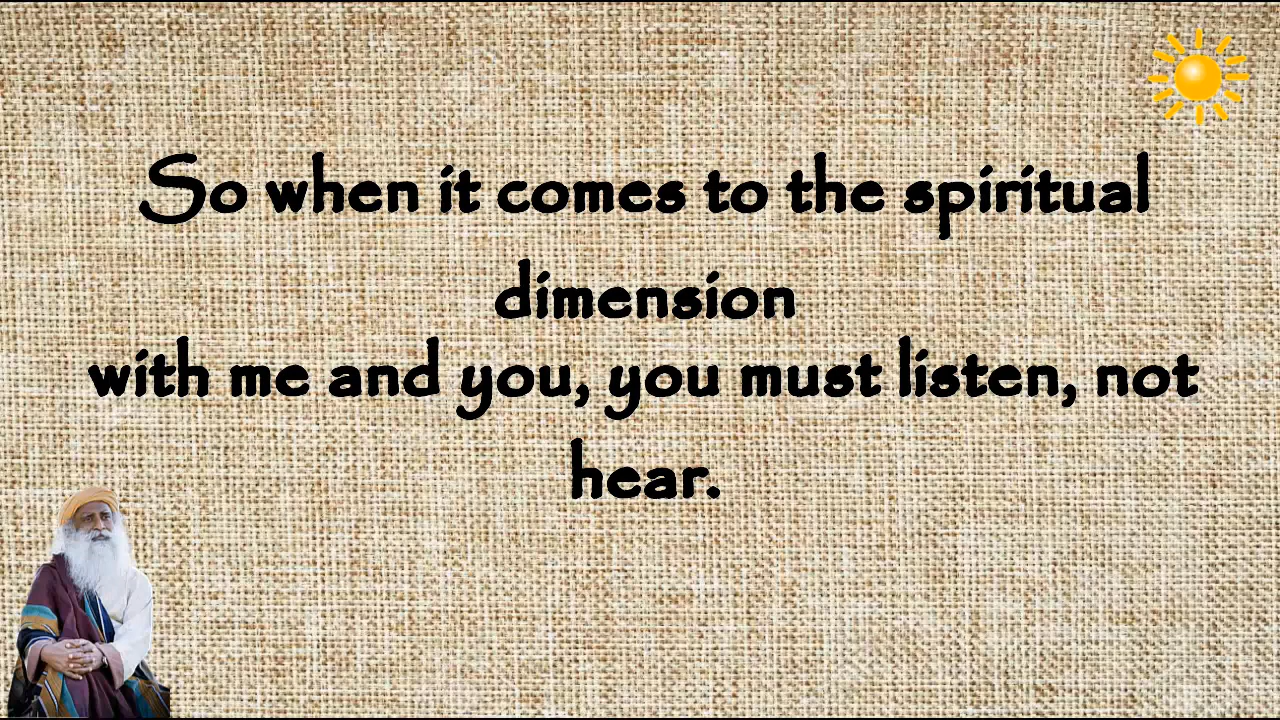 So when it comes to the spiritual
dimension
with me and you, you must listen, not
hear.